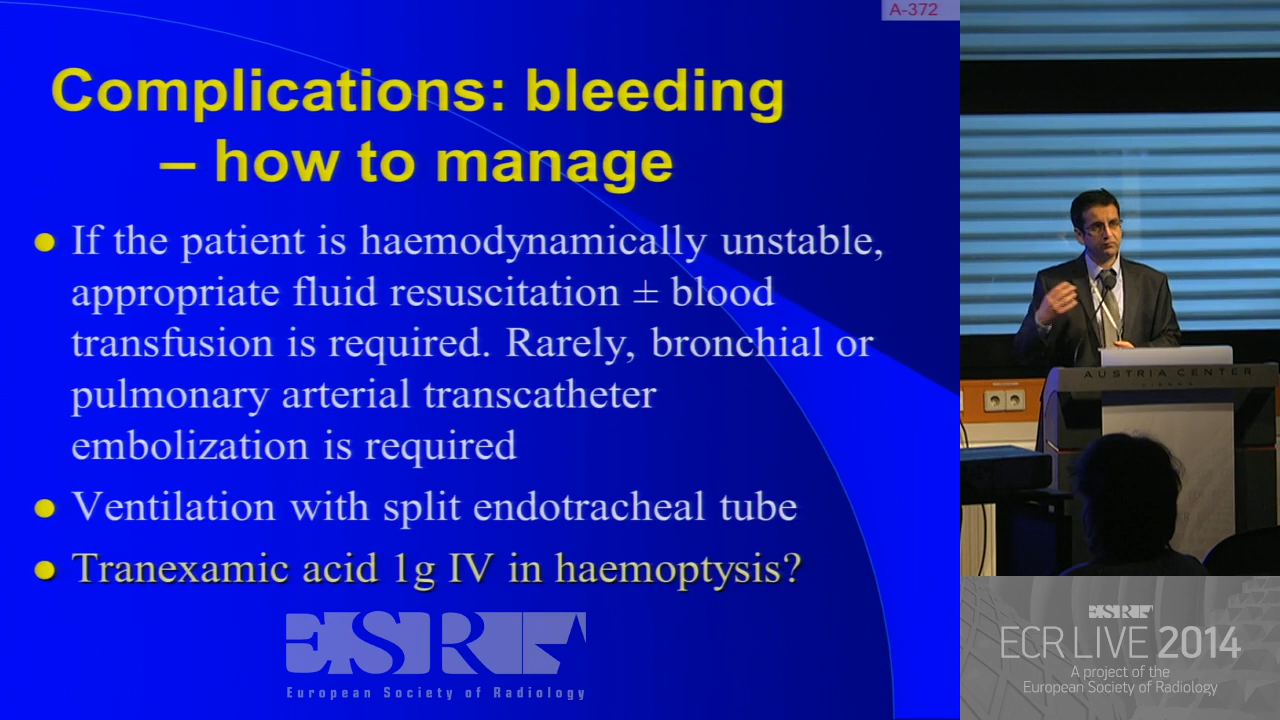 A-372
Complications: bleeding
– how to manage
If the patient is haemodynamically unstable,
appropriate fluid resuscitation ± blood
transfusion is required. Rarely, bronchial or
pulmonary arterial transcatheter
embolization is required
Ventilation with split endotracheal tube
Tranexamic acid 1g IV in haemoptysis?
ESR
European Society of Radiology
AUSTRIA CENTER
ESR
ECR LIVE 2014
A project of the
European Society of Radiology